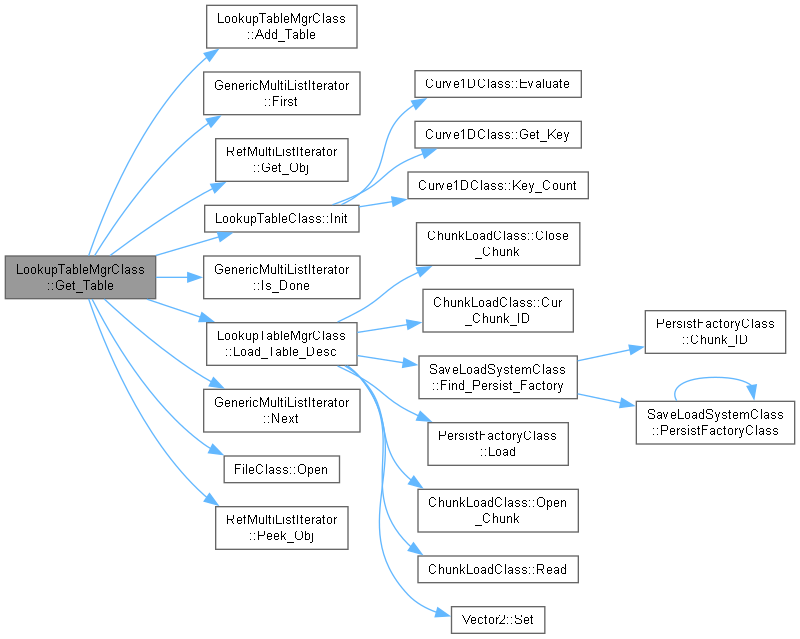 LookupTableMgrClass
::Get_Table
LookupTableMgrClass
::Add_Table
GenericMultiListIterator
::First
RefMultiListIterator
::Get_Obj
LookupTableClass::Init
GenericMultiListIterator
::Is_Done
LookupTableMgrClass
::Load_Table_Desc
GenericMultiListIterator
::Next
FileClass::Open
RefMultiListIterator
::Peek_Obj
Curve1DClass::Evaluate
Curve1DClass::Get_Key
Curve1DClass::Key_Count
ChunkLoadClass::Close
_Chunk
ChunkLoadClass::Cur
_Chunk_ID
SaveLoadSystemClass
::Find_Persist_Factory
PersistFactoryClass
::Load
ChunkLoadClass::Open
_Chunk
ChunkLoadClass::Read
Vector2::Set
PersistFactoryClass
::Chunk_ID
SaveLoadSystemClass
::PersistFactoryClass